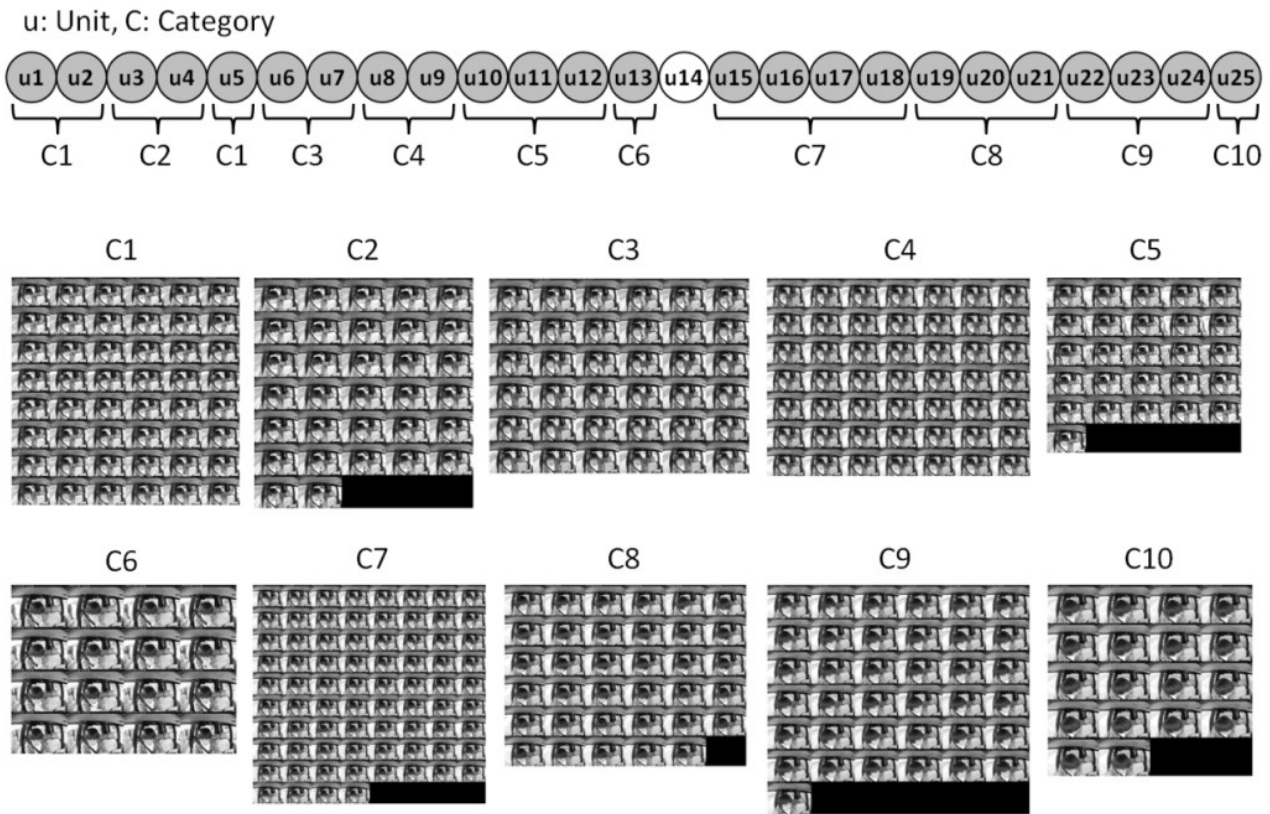 u: Unit, C: Category
u1 u2 u3 u4 u5 u6 u7 u8 u9 u10 u11 u12 u13 u14 u15 u16 u17 u18 u19 u20 u21 u22 u23 u24 u25
C1 C2 C1 C3 C4 C5 C6 C7 C8 C9 C10
C1 C2 C3 C4 C5
C6 C7 C8 C9 C10